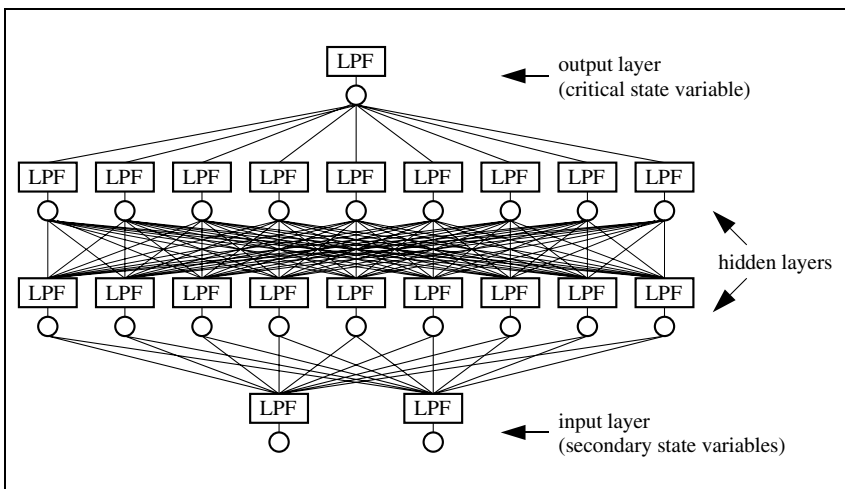 LPF
output layer
(critical state variable)
LPF LPF LPF LPF LPF LPF LPF LPF LPF
hidden layers
LPF LPF LPF LPF LPF LPF LPF LPF LPF
LPF LPF
input layer
(secondary state variables)